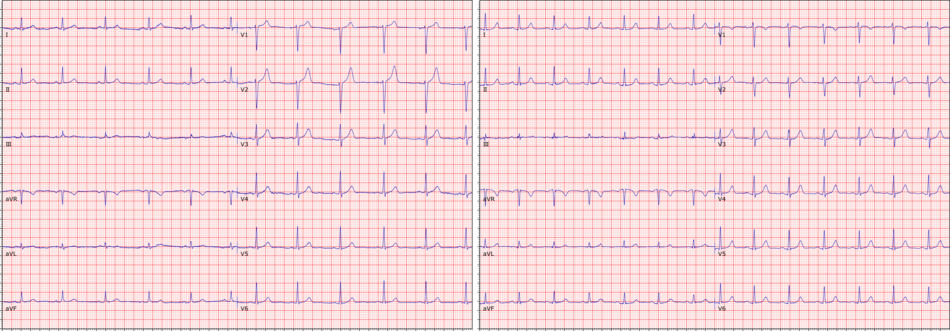 I V1 I V1
II V2 II V2
III V3 III V3
aVR V4 aVR V4
aVL V5 aVL V5
aVF V6 aVF V6